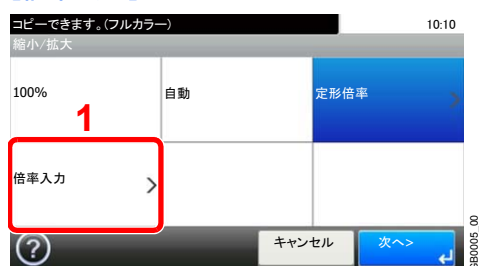 コピーできます。(フルカラー)
10:10
縮小/拡大
100%
自動
定形倍率
1
倍率入力
キャンセル
次へ>
GB0005_00